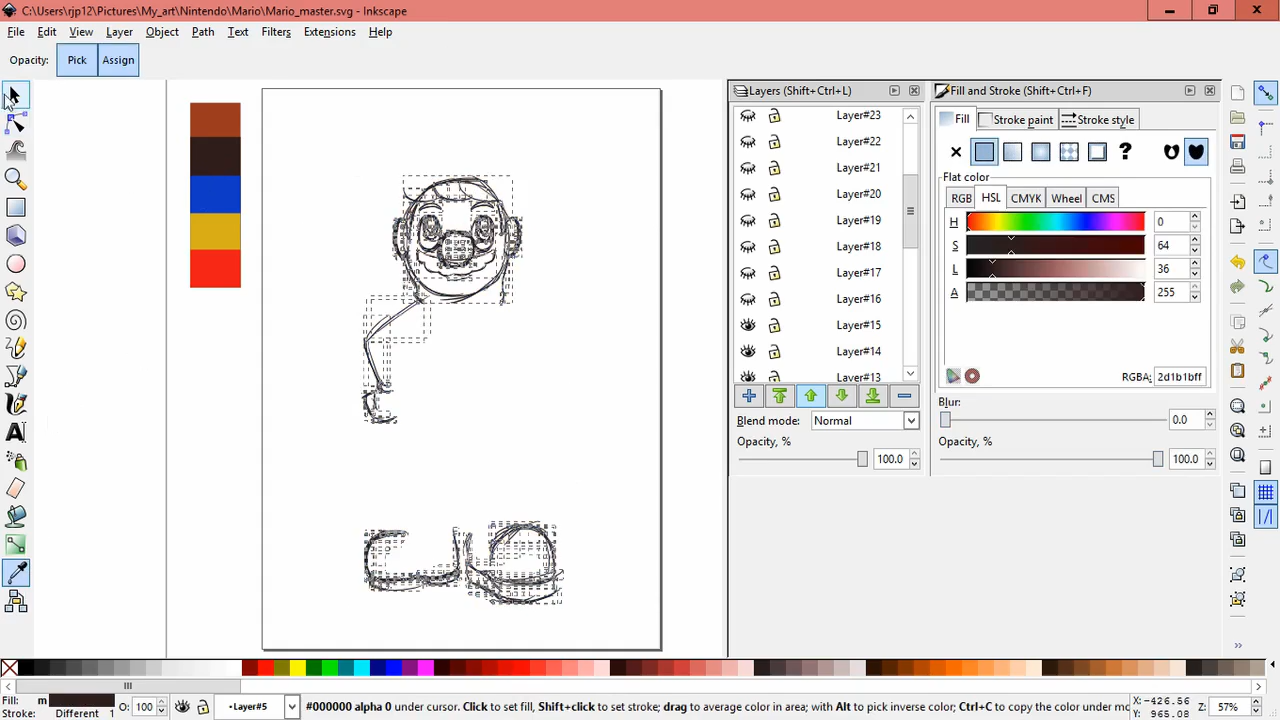 C:\Users\rjp12\Pictures\My_art\Nintendo\Mario\Mario_master.svg - Inkscape
File Edit View Layer Object Path Text Filters Extensions Help
Opacity: Pick Assign
Layers (Shift+Ctrl+L)
Fill and Stroke (Shift+Ctrl+F)
Layer#23
Layer#22
Layer#21
Layer#20
Layer#19
Layer#18
Layer#17
Layer#16
Layer#15
Layer#14
Layer#13
Blend mode: Normal
Opacity, %
100.0
Fill Stroke paint Stroke style
Flat color
RGB HSL CMYK Wheel CMS
H 0
S 64
L 36
A 255
RGBA: 2d1b1bff
Blur:
0.0
Opacity, %
100.0
Fill: m
Stroke: Different 1
O: 100
•Layer#5
#000000 alpha 0 under cursor. Click to set fill, Shift+click to set stroke; drag to average color in area; with Alt to pick inverse color; Ctrl+C to copy the color under mo
X: -426.56
Y: 965.08
Z: 57%